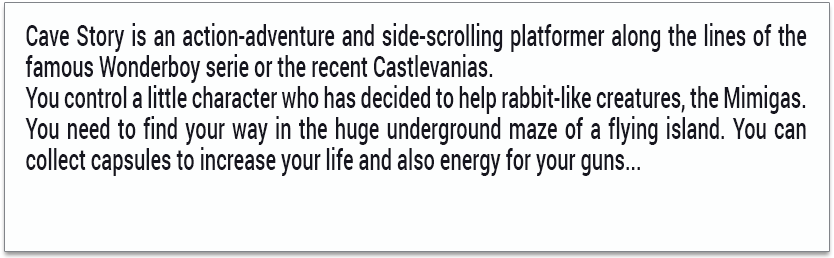 Cave Story is an action-adventure and side-scrolling platformer along the lines of the
famous Wonderboy serie or the recent Castlevanias.
You control a little character who has decided to help rabbit-like creatures, the Mimigas.
You need to find your way in the huge underground maze of a flying island. You can
collect capsules to increase your life and also energy for your guns...